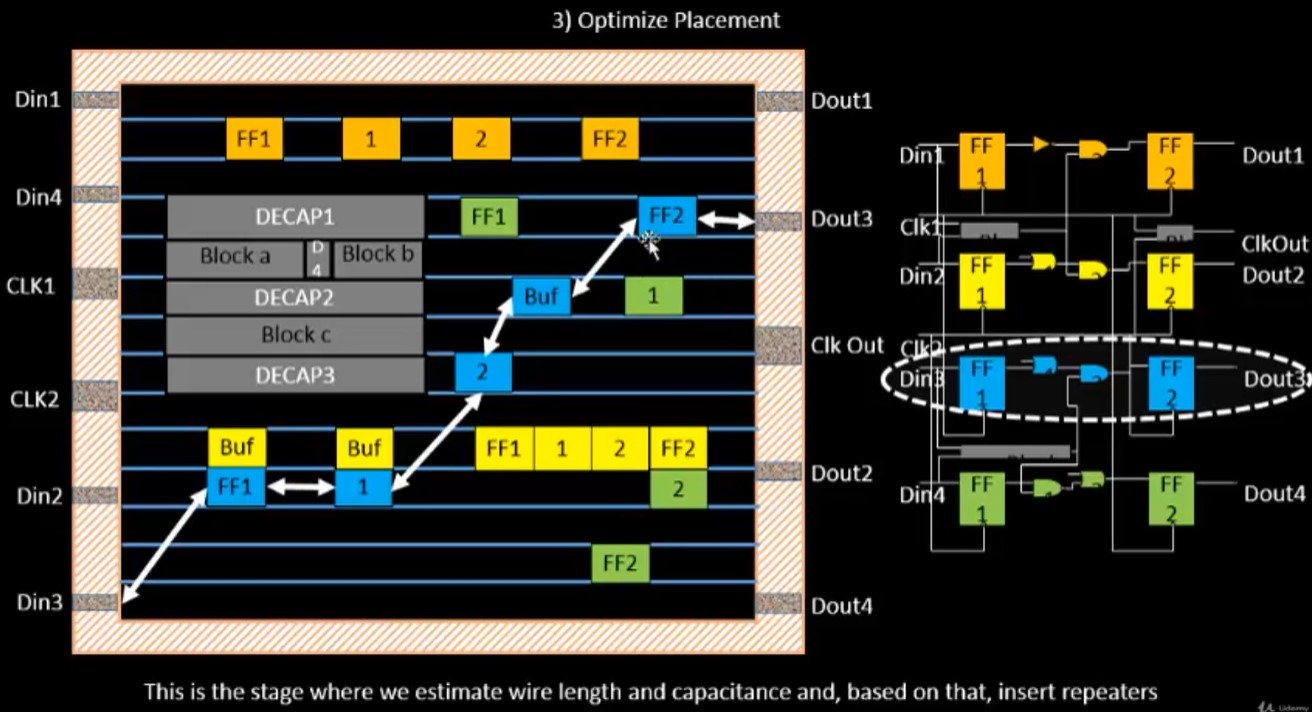 3) Optimize Placement
Din1
Dout1
FF1 1 2 FF2
Din4
DECAP1
FF1
FF2
Dout3
Block a
D
4
Block b
CLK1
DECAP2
Buf
1
Block c
Clk Out
DECAP3
2
CLK2
Buf
Buf
FF1 1 2 FF2
Dout2
Din2
FF1
1
2
FF2
Din3
Dout4
Din1
FF
1
2
FF
2
Dout1
Clk1
ClkOut
Din2
FF
1
FF
2
Dout2
Clk2
Din3
FF
1
FF
2
Dout3
Din4
FF
1
FF
2
Dout4
This is the stage where we estimate wire length and capacitance and, based on that, insert repeaters
Udemy